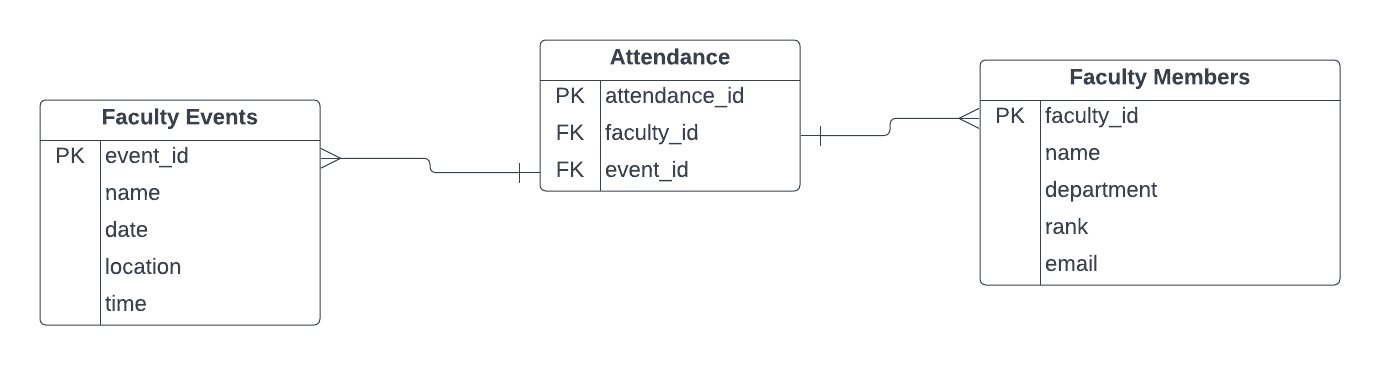 Faculty Events
PK event_id
name
date
location
time
Attendance
PK attendance_id
FK faculty_id
FK event_id
Faculty Members
PK faculty_id
name
department
rank
email